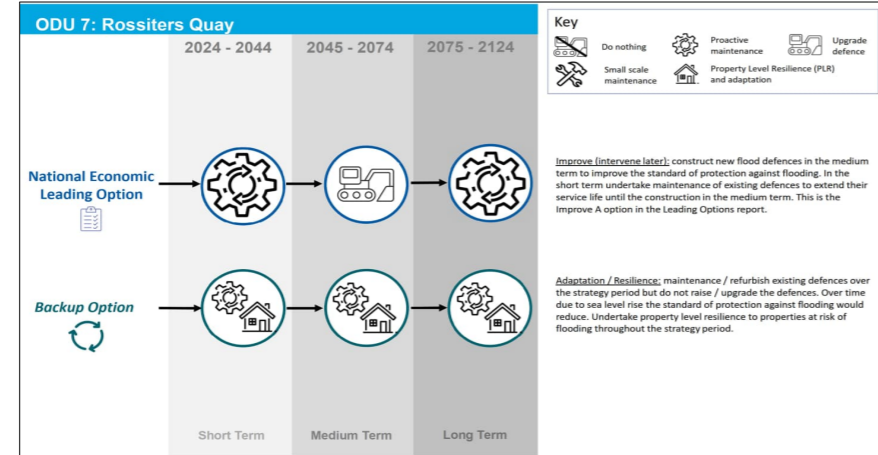 ODU 7: Rossiters Quay
2024 - 2044
2045 - 2074
2075 - 2124
Key
Do nothing
Proactive
maintenance
Upgrade
defence
Small scale
maintenance
Property Level Resilience (PLR)
and adaptation
National Economic
Leading Option
Improve (intervene later): construct new flood defences in the medium
term to improve the standard of protection against flooding. In the
short term undertake maintenance of existing defences to extend their
service life until the construction in the medium term. This is the
Improve A option in the Leading Options report.
Backup Option
Adaptation / Resilience: maintenance / refurbish existing defences over
the strategy period but do not raise / upgrade the defences. Over time
due to sea level rise the standard of protection against flooding would
reduce. Undertake property level resilience to properties at risk of
flooding throughout the strategy period.
Short Term
Medium Term
Long Term